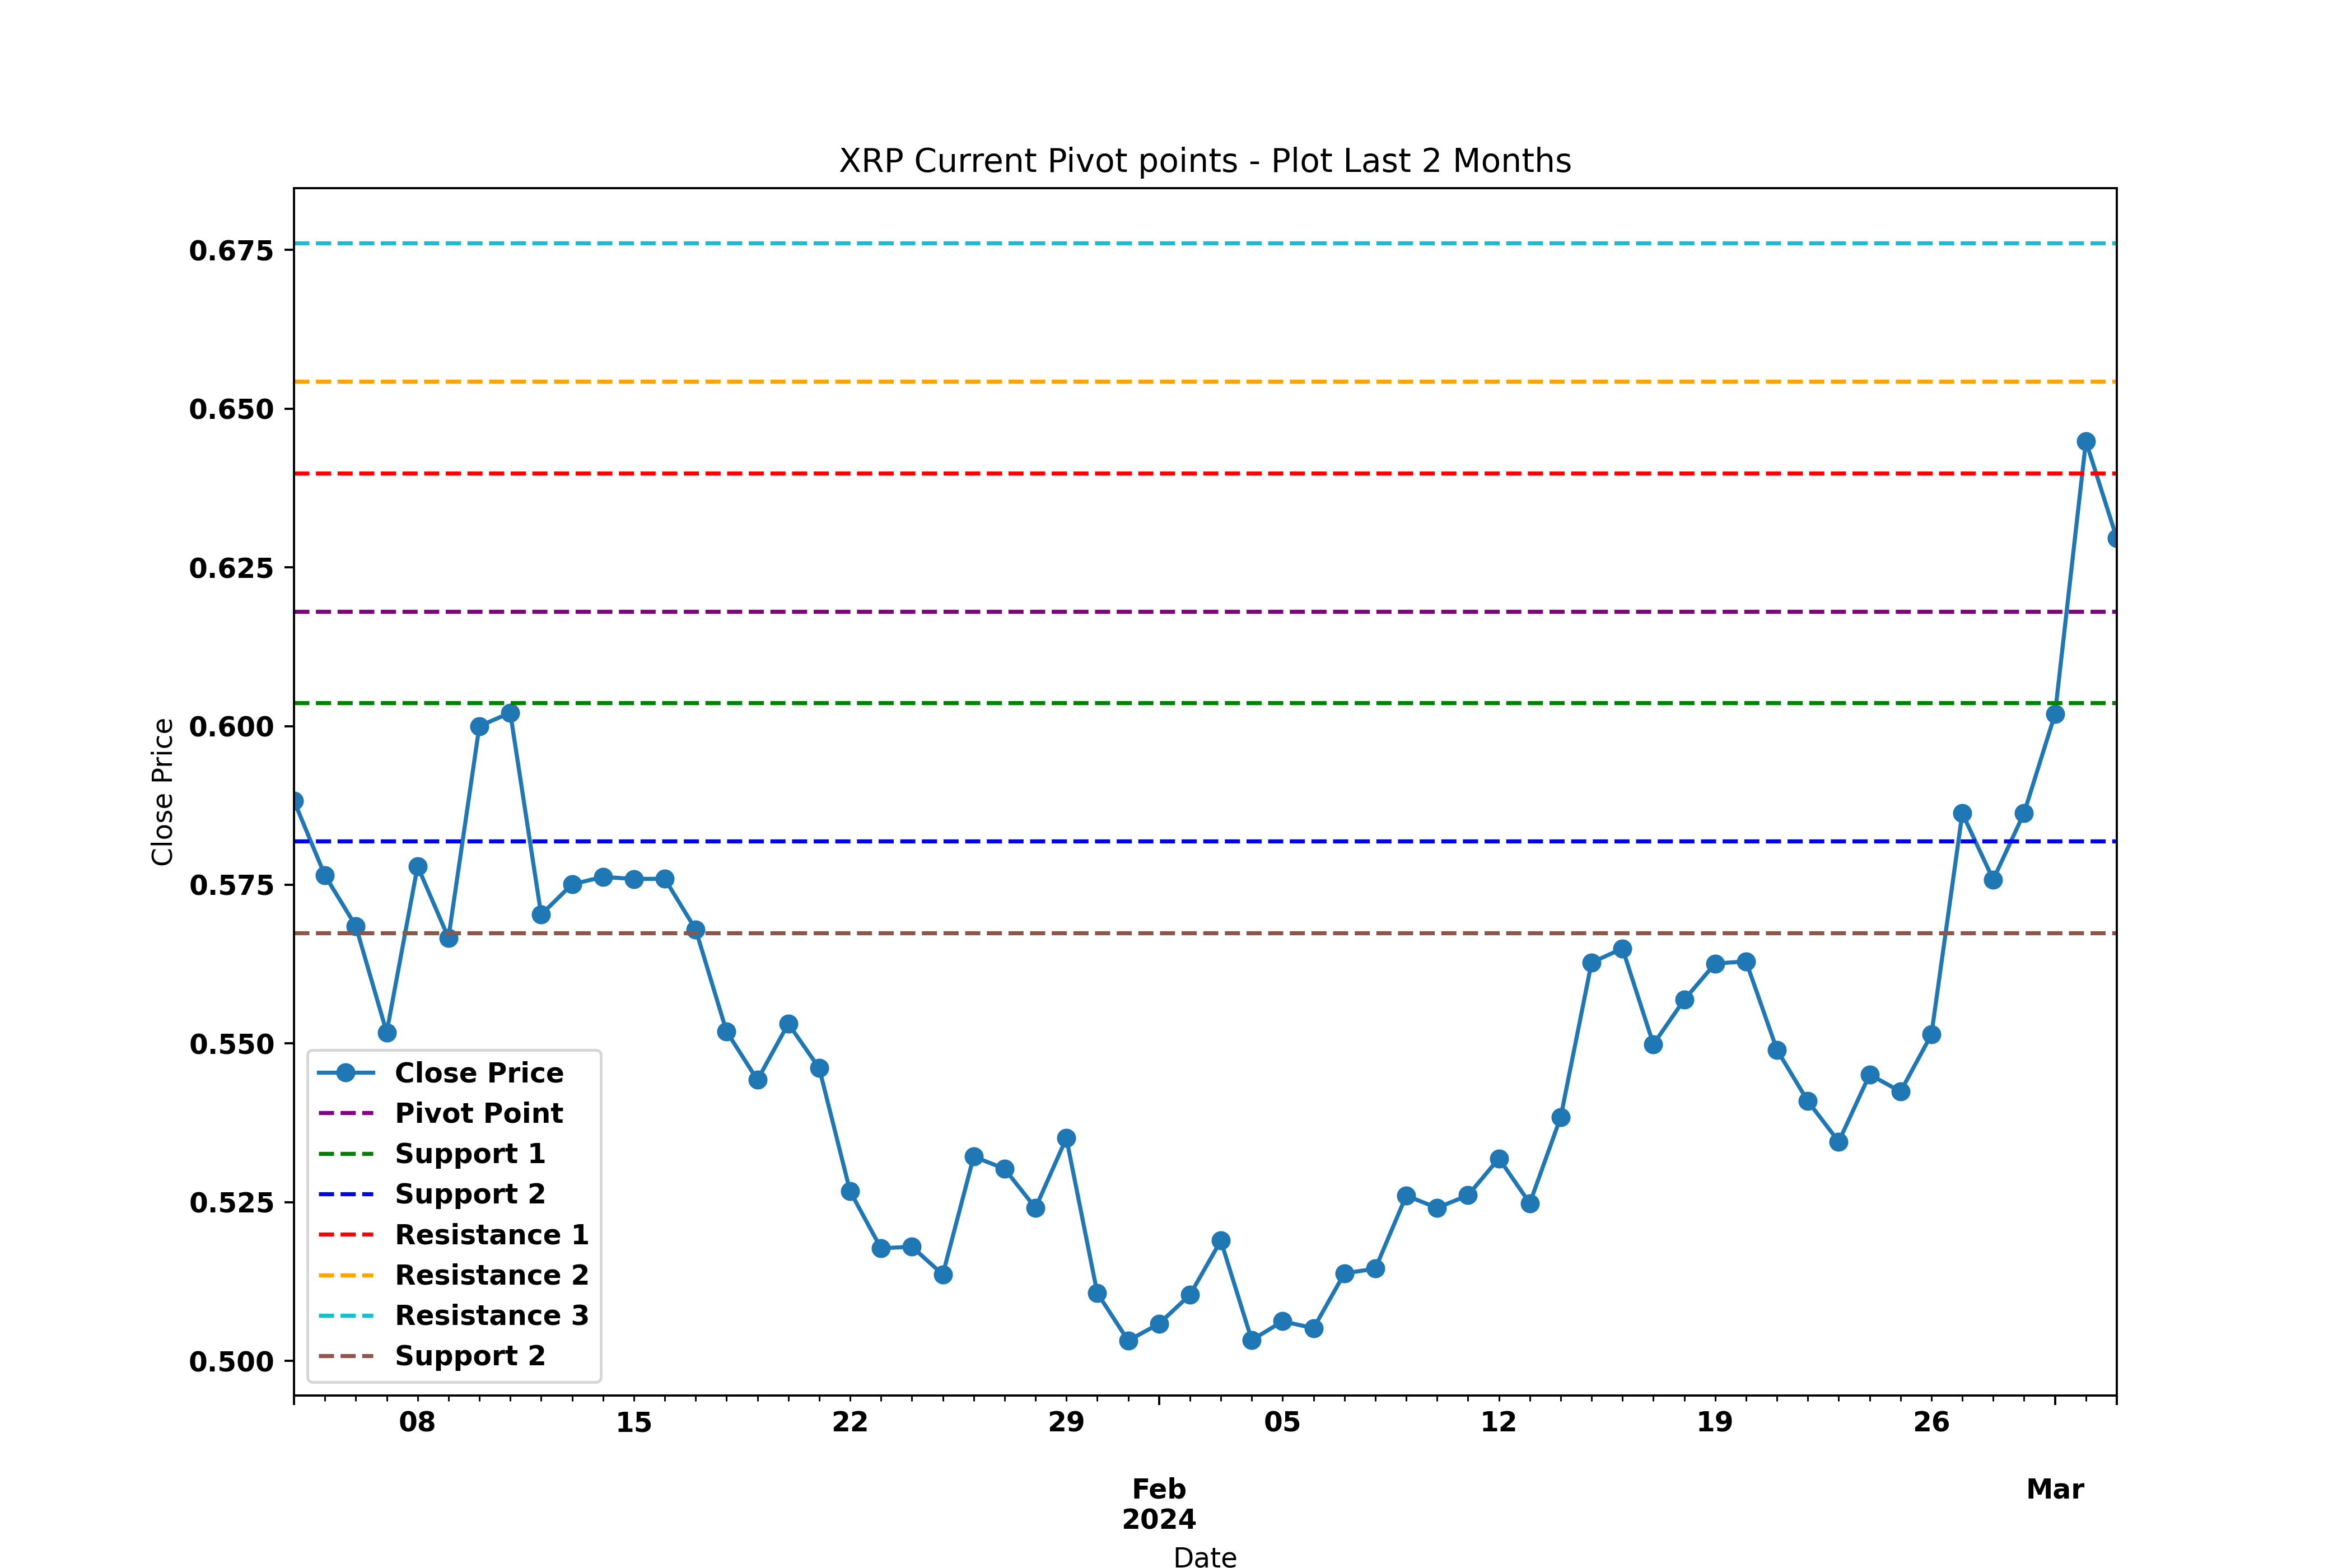 XRP Current Pivot points - Plot Last 2 Months
Close Price
0.675
0.650
0.625
0.600
0.575
0.550
0.525
0.500
Close Price
Pivot Point
Support 1
Support 2
Resistance 1
Resistance 2
Resistance 3
Support 2
08 15 22 29 05 12 19 26
Feb Mar
2024
Date